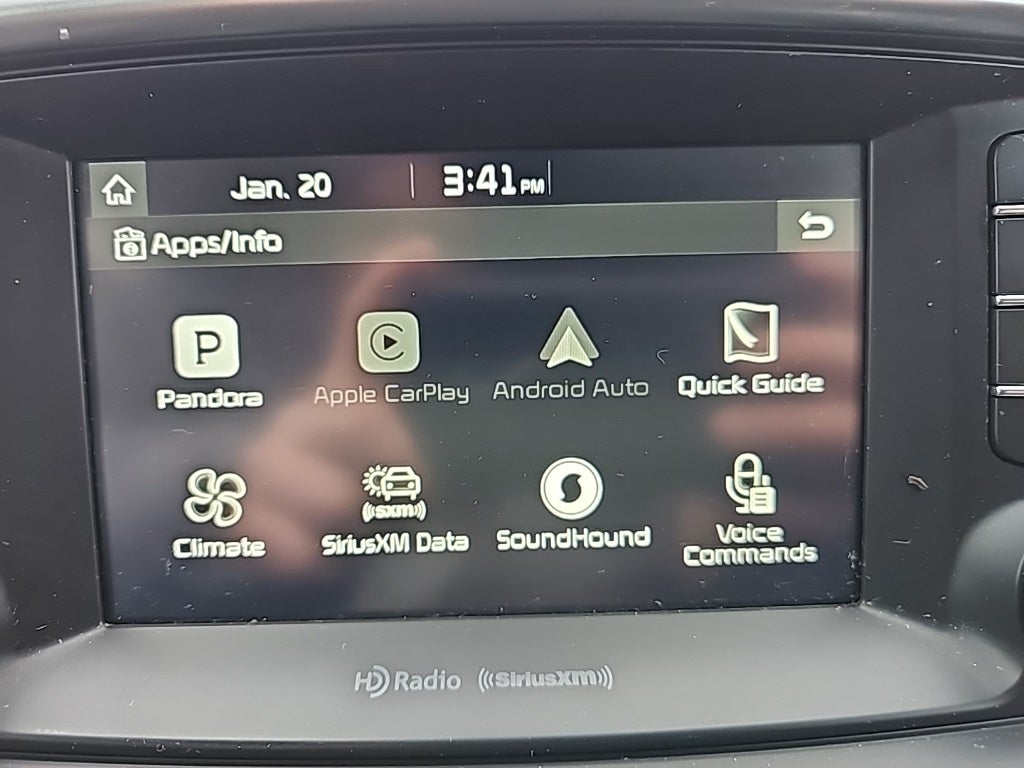 Jan. 20 3:41 PM
Apps/Info
P
Pandora Apple CarPlay Android Auto Quick Guide
((sxm))
Climate SiriusXM Data SoundHound Voice
Commands
HD Radio ((SiriusXM))